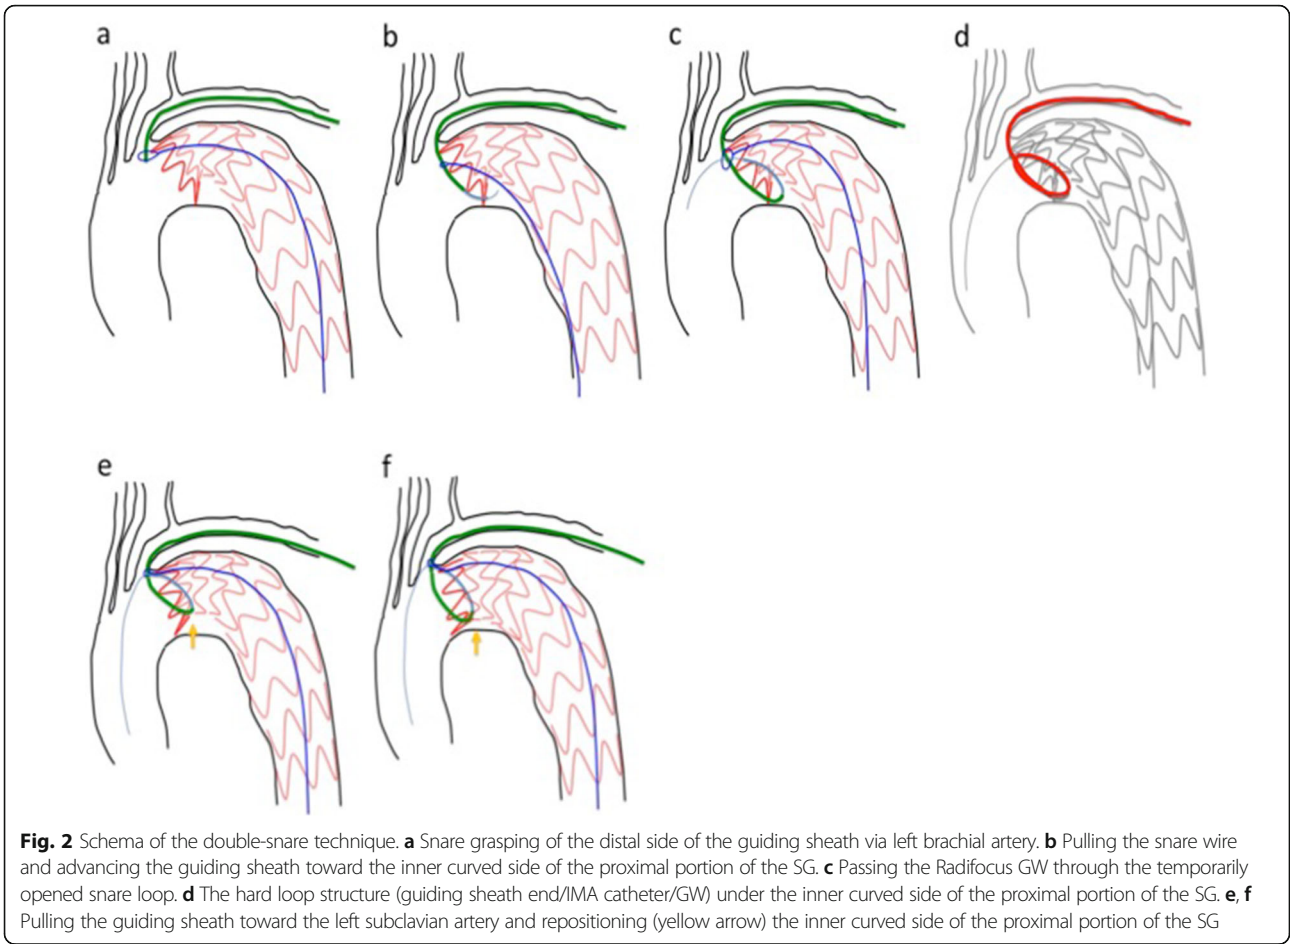 a b c d
e f
Fig. 2 Schema of the double-snare technique. a Snare grasping of the distal side of the guiding sheath via left brachial artery. b Pulling the snare wire
and advancing the guiding sheath toward the inner curved side of the proximal portion of the SG. c Passing the Radifocus GW through the temporarily
opened snare loop. d The hard loop structure (guiding sheath end/IMA catheter/GW) under the inner curved side of the proximal portion of the SG. e, f
Pulling the guiding sheath toward the left subclavian artery and repositioning (yellow arrow) the inner curved side of the proximal portion of the SG